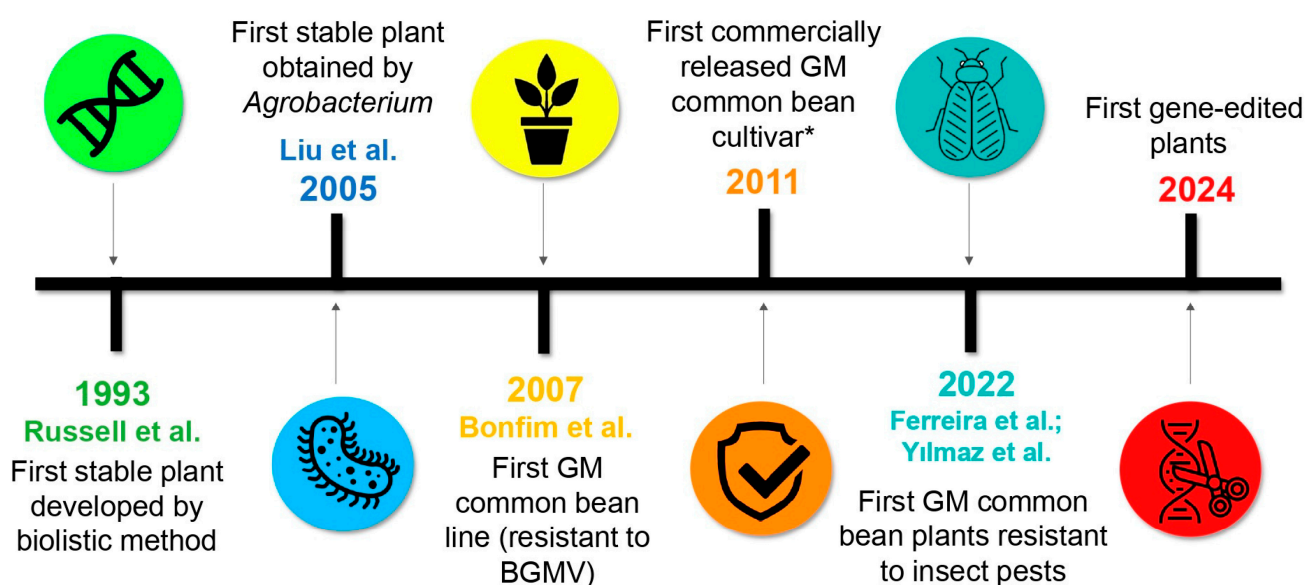 1993
Russell et al.
First stable plant
developed by
biolistic method
First stable plant
obtained by
Agrobacterium
Liu et al.
2005
2007
Bonfim et al.
First GM
common bean
line (resistant to
BGMV)
First commercially
released GM
common bean
cultivar*
2011
2022
Ferreira et al.;
Yılmaz et al.
First GM common
bean plants resistant
to insect pests
First gene-edited
plants
2024